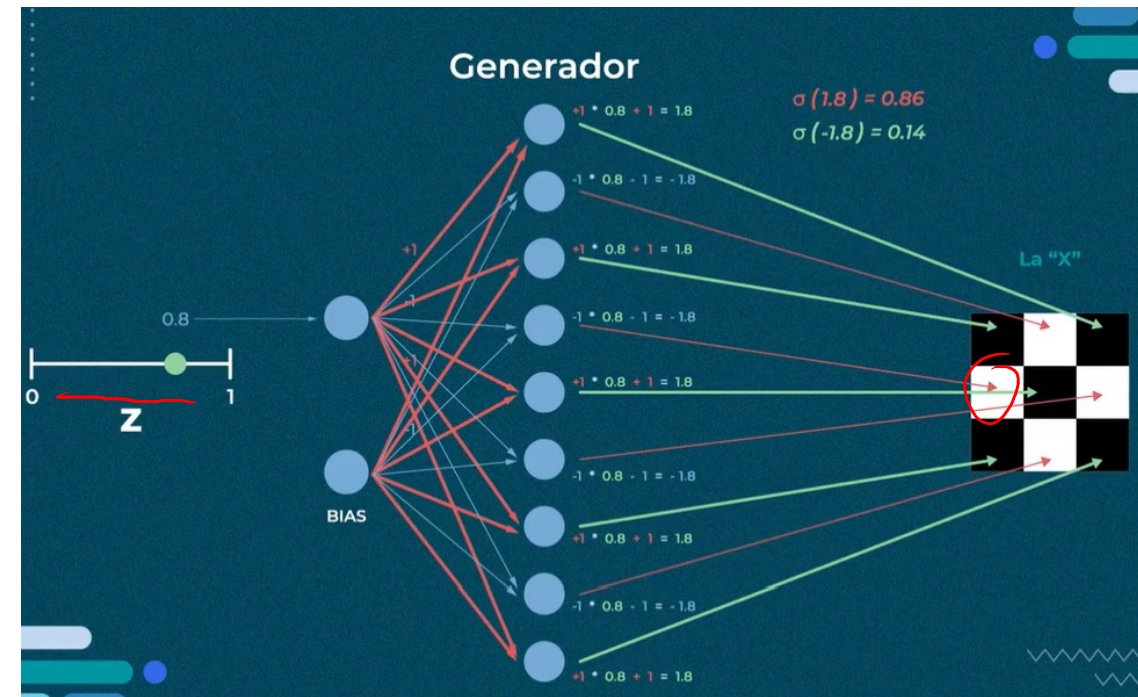 Generador
σ (1.8) = 0.86
σ (-1.8) = 0.14
+1 * 0.8 + 1 = 1.8
-1 * 0.8 - 1 = - 1.8
+1 * 0.8 + 1 = 1.8
-1 * 0.8 - 1 = - 1.8
+1 * 0.8 + 1 = 1.8
-1 * 0.8 - 1 = - 1.8
+1 * 0.8 + 1 = 1.8
-1 * 0.8 - 1 = - 1.8
+1 * 0.8 + 1 = 1.8
+1
-1
+1
-1
0.8
0
1
Z
BIAS
La “X”